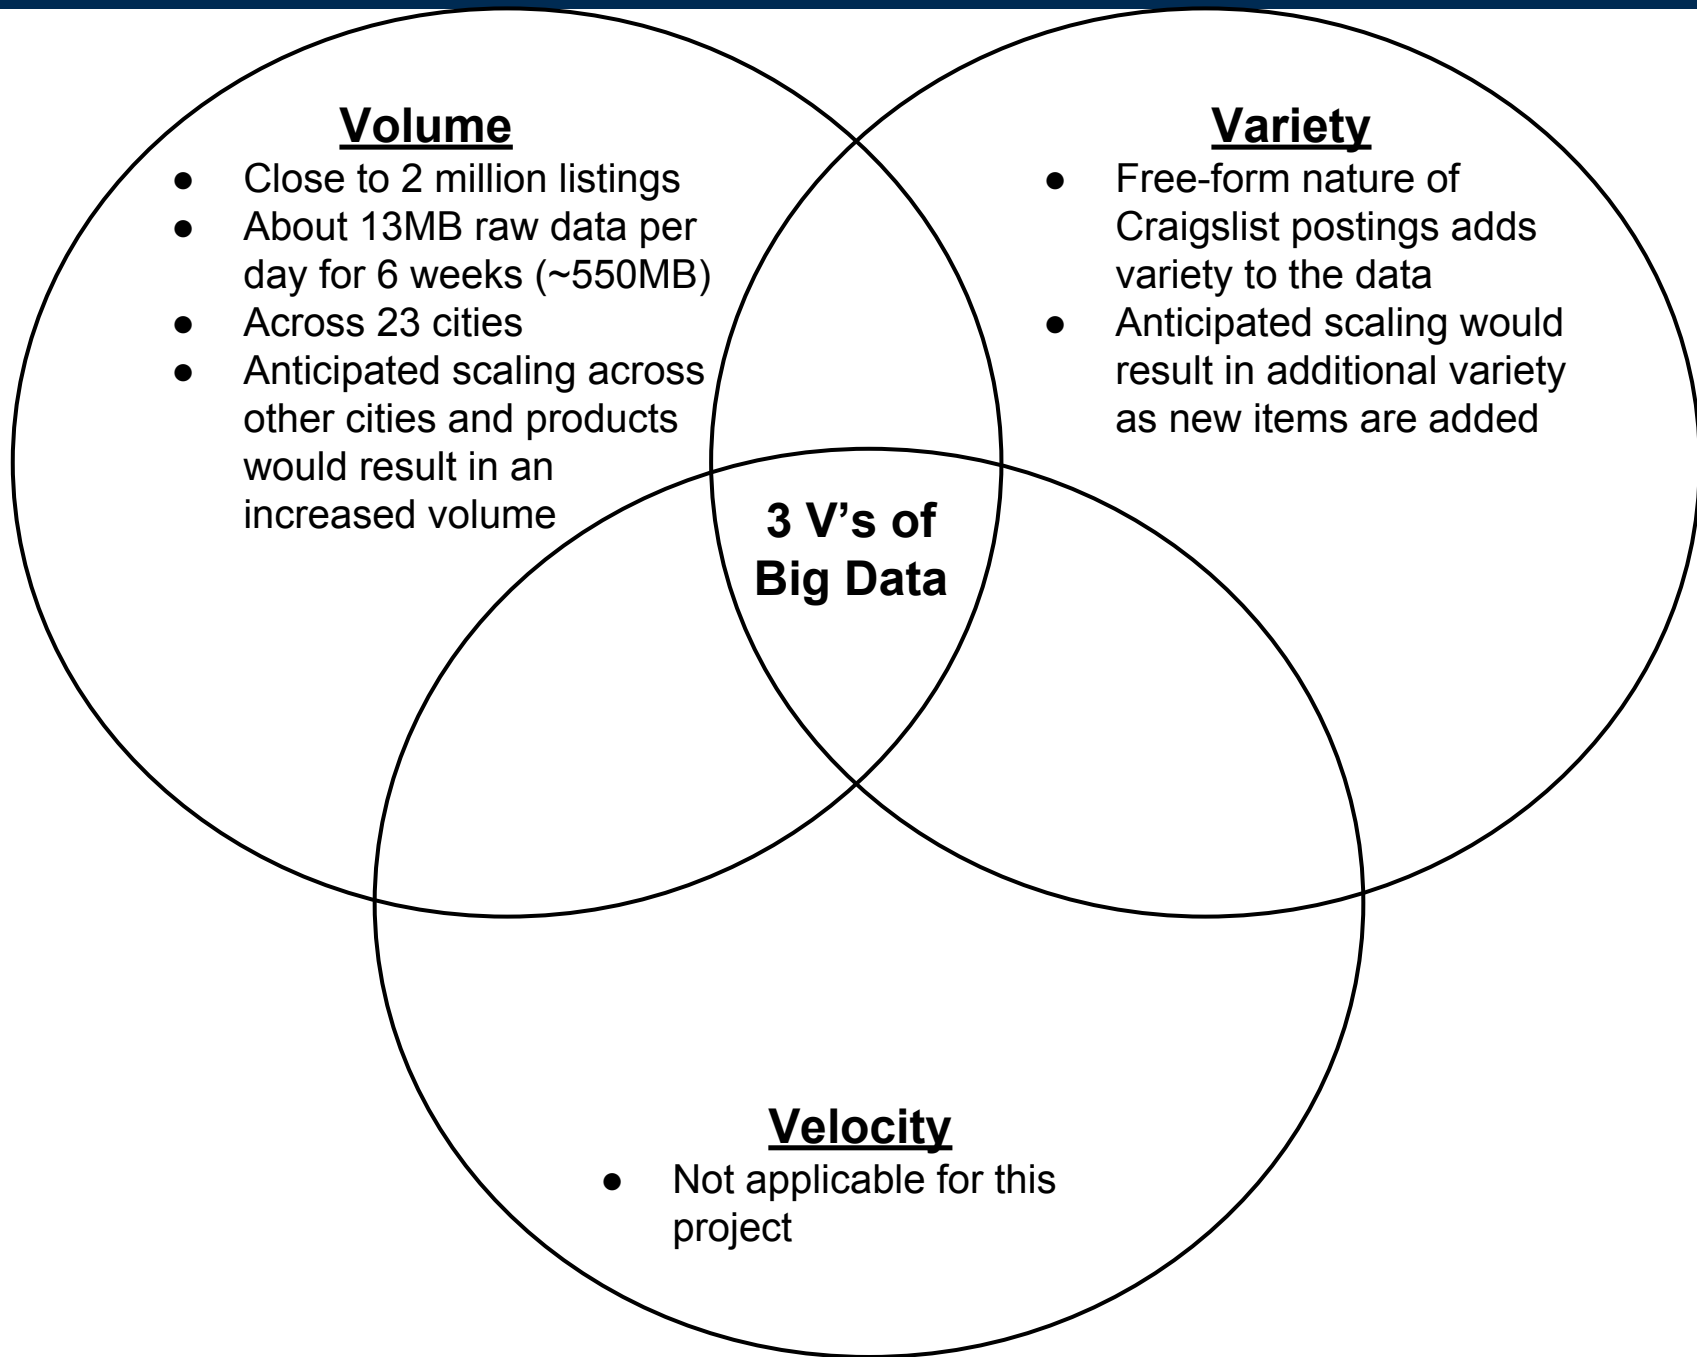 Volume
● Close to 2 million listings
● About 13MB raw data per
day for 6 weeks (~550MB)
● Across 23 cities
● Anticipated scaling across
other cities and products
would result in an
increased volume
Variety
● Free-form nature of
Craigslist postings adds
variety to the data
● Anticipated scaling would
result in additional variety
as new items are added
3 V’s of
Big Data
Velocity
● Not applicable for this
project